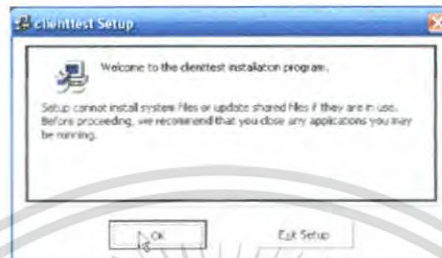 clienttest Setup
Welcome to the clienttest installation program.
Setup cannot install system files or update shared files if they are in use.
Before proceeding, we recommend that you close any applications you may
be running.
OK
Exit Setup